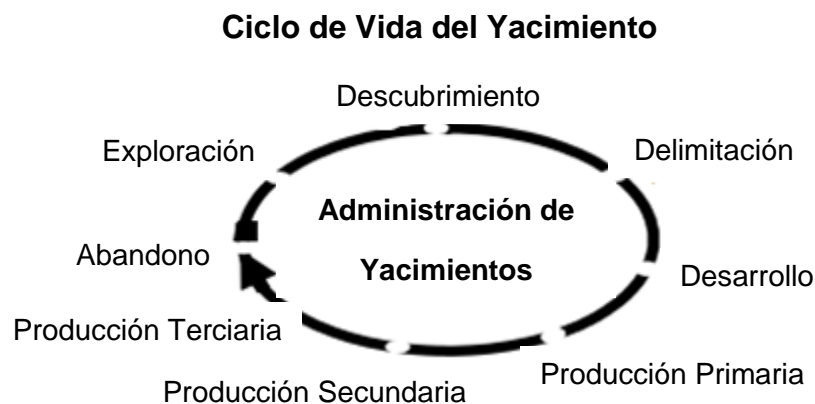 Ciclo de Vida del Yacimiento
Descubrimiento
Exploración
Delimitación
Administración de
Yacimientos
Abandono
Desarrollo
Producción Terciaria
Producción Primaria
Producción Secundaria